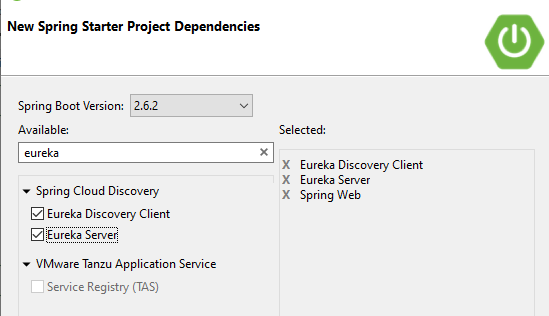 New Spring Starter Project Dependencies
Spring Boot Version: 2.6.2
Available:
eureka
Spring Cloud Discovery
Eureka Discovery Client
Eureka Server
VMware Tanzu Application Service
Service Registry (TAS)
Selected:
X Eureka Discovery Client
X Eureka Server
X Spring Web